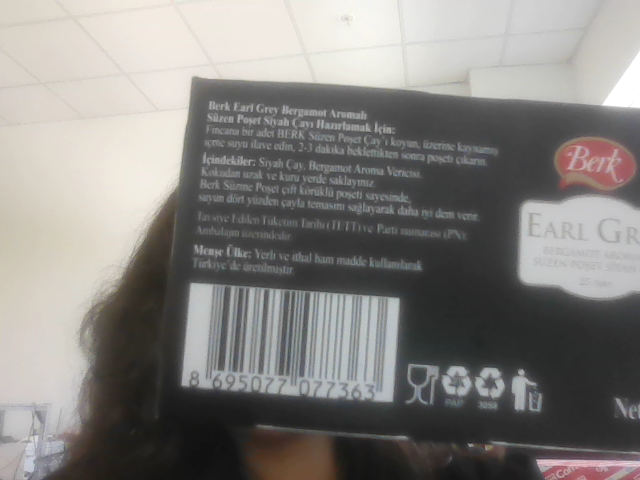 Berk Earl Grey Bergamot Aromalı
Süzen Poşet Siyah Çayı Hazırlamak İçin:
Fincana bir adet BERK Süzen Poşet Çay'ı koyun, üzerine kaynamış
içme suyu ilave edin, 2-3 dakika beklettikten sonra poşeti çıkarın.
İçindekiler: Siyah Çay, Bergamot Aroma Vericisi.
Kokudan uzak ve kuru yerde saklayınız.
Berk Süzme Poşet çift körüklü poşeti sayesinde,
suyun dört yüzden çayla temasını sağlayarak daha iyi dem verir.
Tavsiye Edilen Tüketim Tarihi (TETT) ve Parti numarası (PN):
Ambalajın üzerindedir.
Menşe Ülke: Yerli ve ithal ham madde kullanılarak
Türkiye'de üretilmiştir.
8 695077 077363
PAP
Berk
EARL GR
BERGAMOT AROMA
SÜZEN POŞET SİYAH
Net